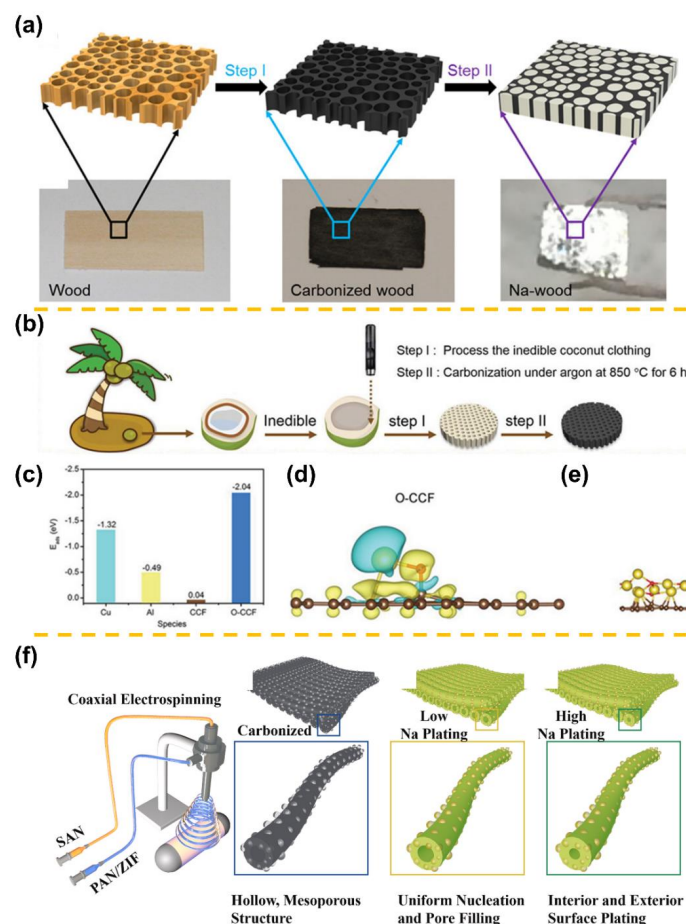 (a)
Step I
Step II
Wood
Carbonized wood
Na-wood
(b)
Step I : Process the inedible coconut clothing
Step II : Carbonization under argon at 850 °C for 6 h
Inedible
step I
step II
(c)
-2.5
-2.0
-1.5
-1.0
-0.5
0.0
E_ads (eV)
-1.32
-0.49
0.04
-2.04
Cu
Al
CCF
O-CCF
Species
(d)
O-CCF
(e)
(f)
Coaxial Electrospinning
SAN
PAN/ZIF
Carbonized
Low
Na Plating
High
Na Plating
Hollow, Mesoporous
Structure
Uniform Nucleation
and Pore Filling
Interior and Exterior
Surface Plating